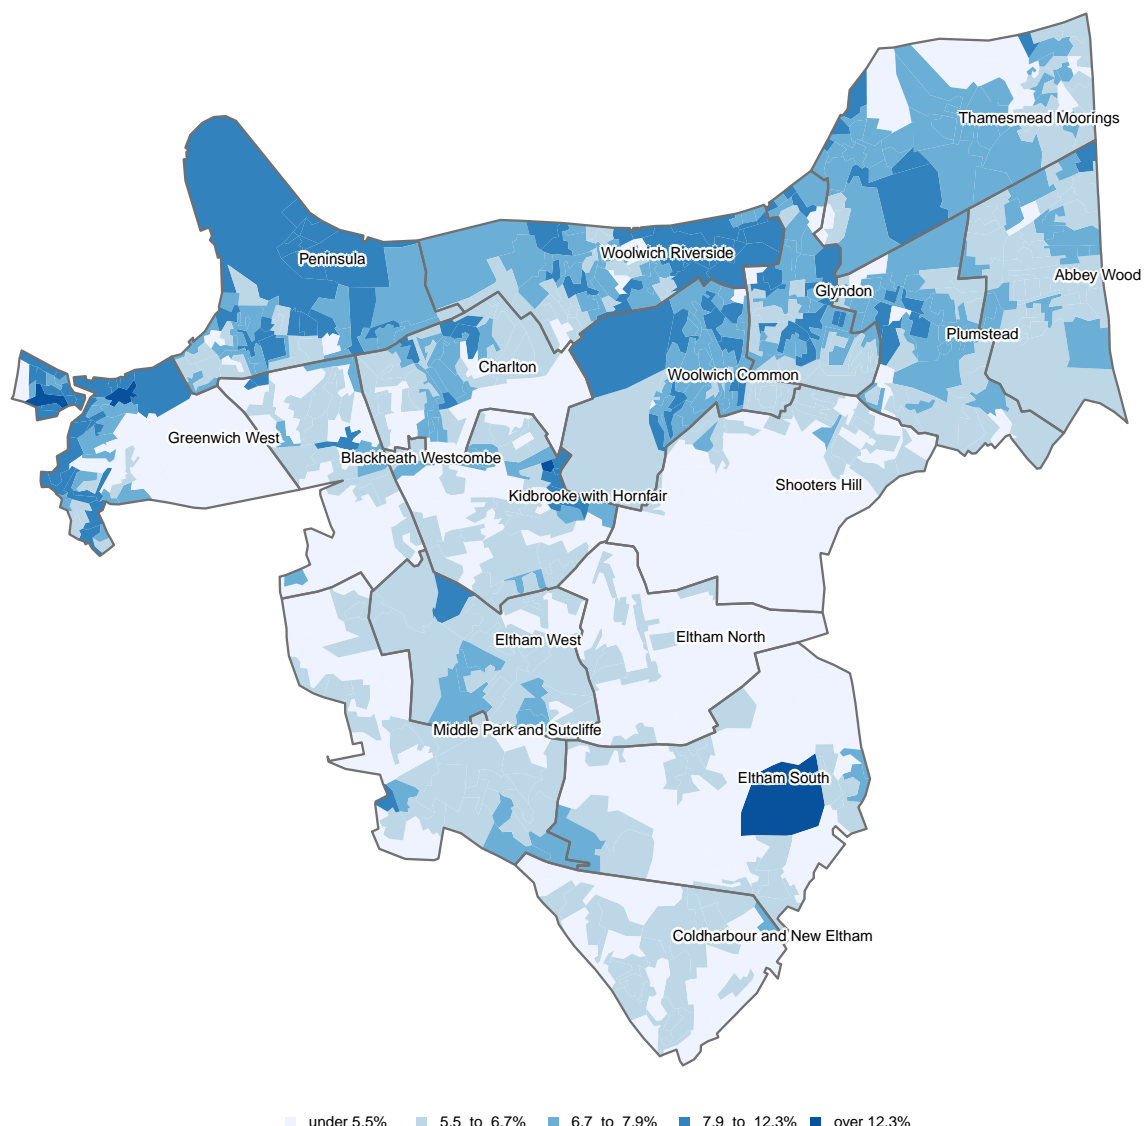 Thamesmead Moorings
Woolwich Riverside
Peninsula
Abbey Wood
Glyndon
Plumstead
Charlton
Woolwich Common
Greenwich West
Blackheath Westcombe
Shooters Hill
Kidbrooke with Hornfair
Eltham North
Eltham West
Middle Park and Sutcliffe
Eltham South
Coldharbour and New Eltham
under 5.5% 5.5 to 6.7% 6.7 to 7.9% 7.9 to 12.3% over 12.3%